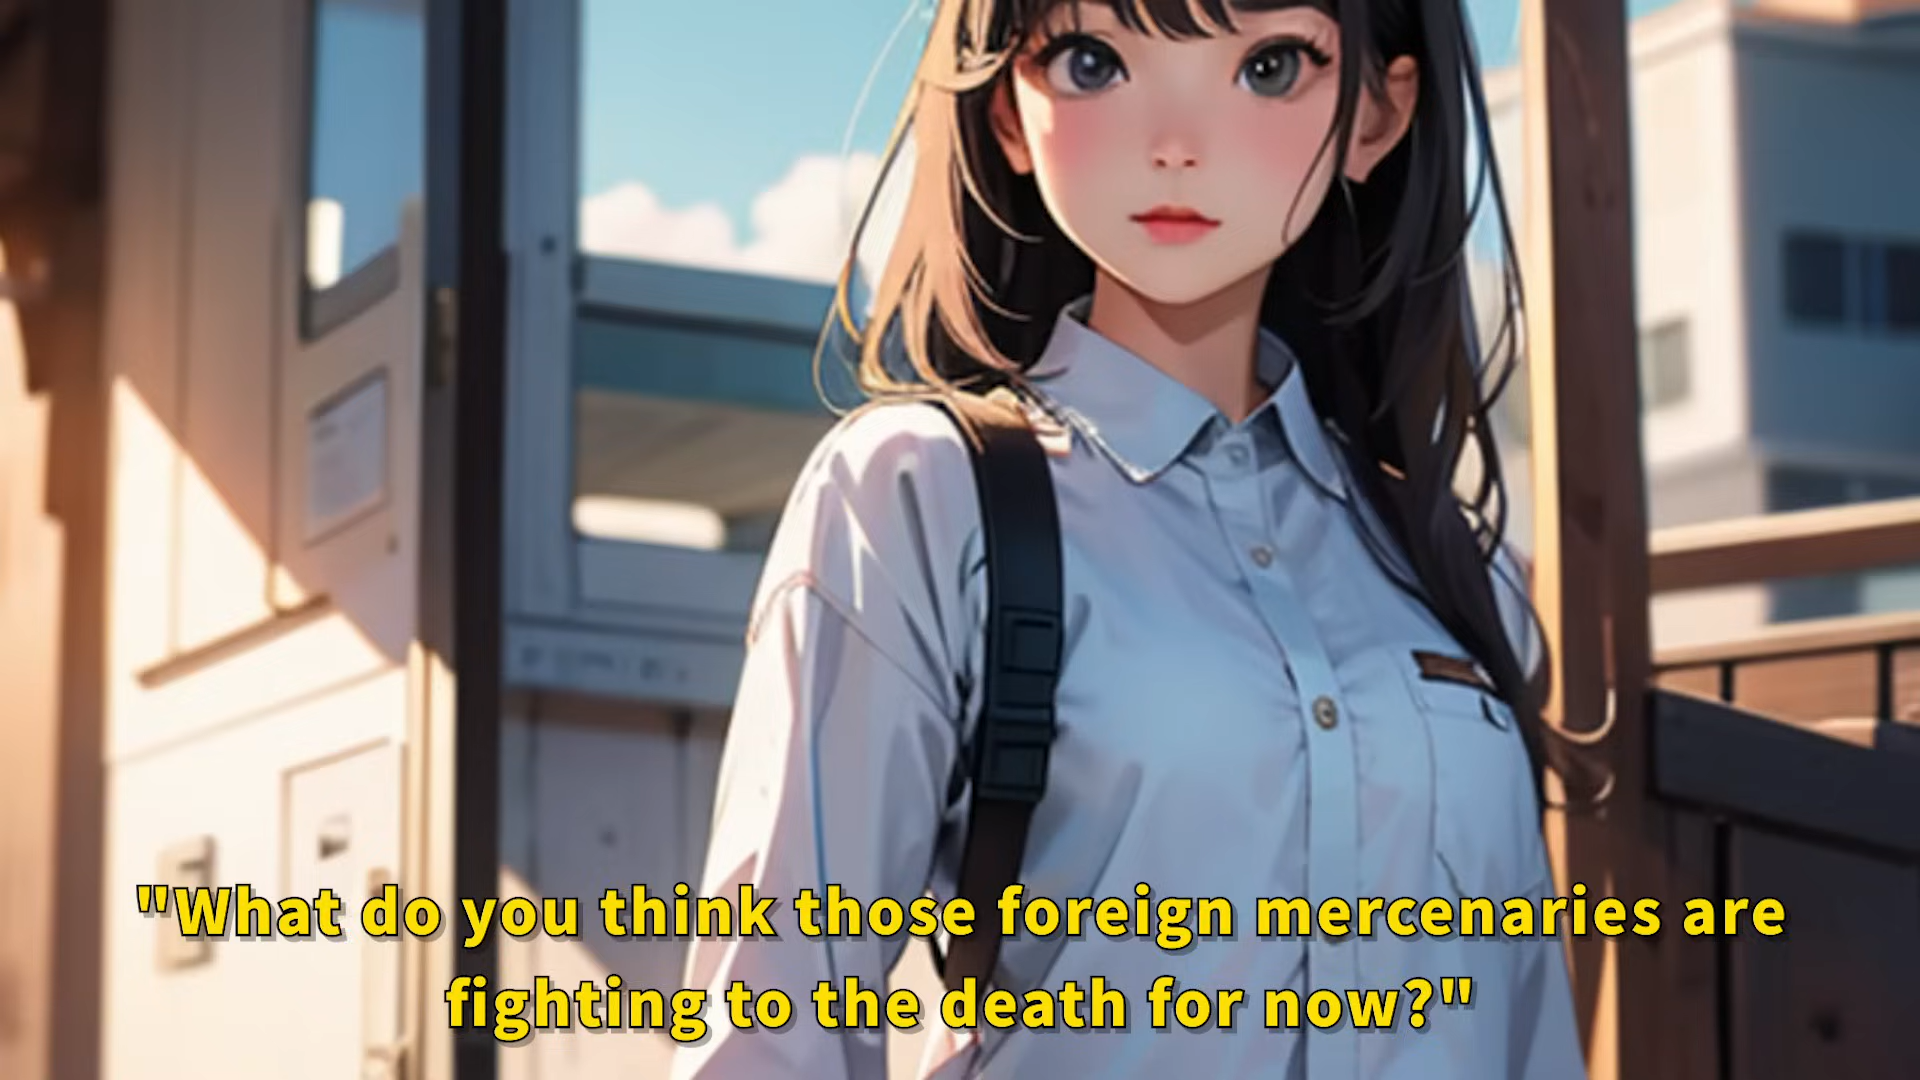 "What do you think those foreign mercenaries are
fighting to the death for now?"